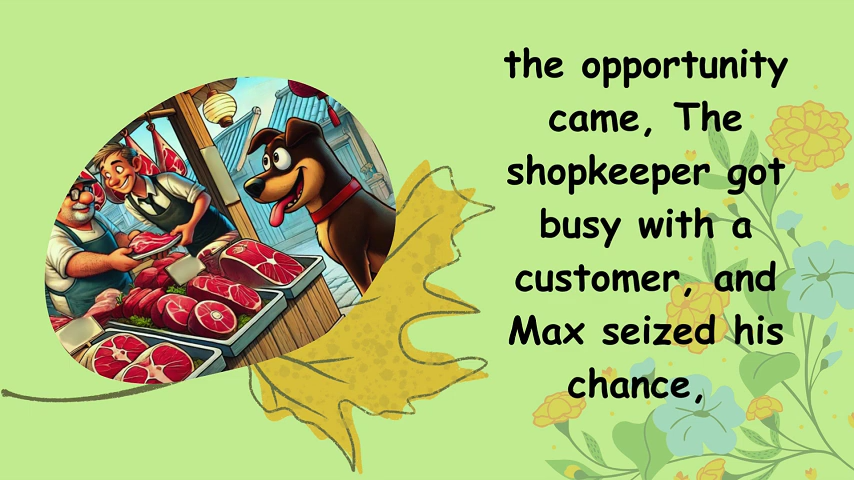 the opportunity
came, The
shopkeeper got
busy with a
customer, and
Max seized his
chance,